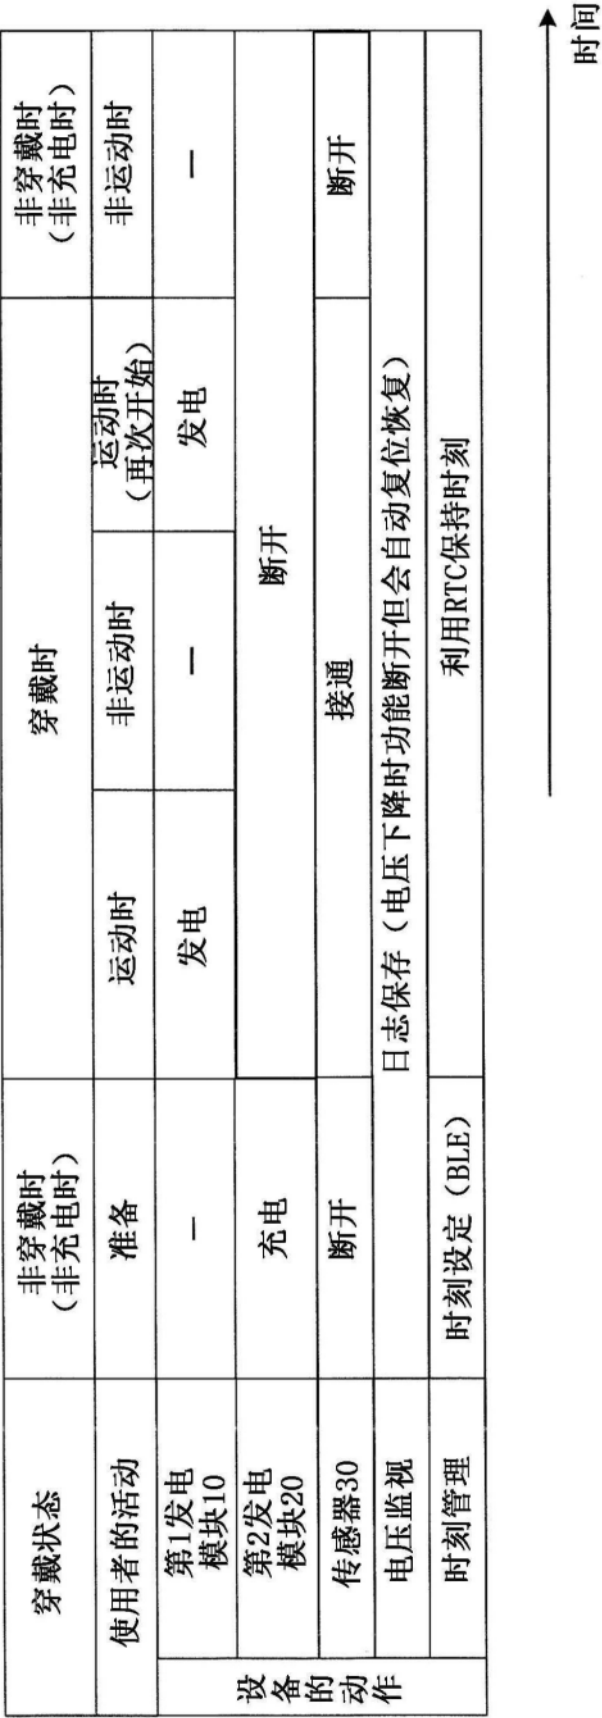 穿戴状态
非穿戴时
（非充电时）
穿戴时
非穿戴时
（非充电时）
使用者的活动
准备
运动时
非运动时
运动时
（再次开始）
非运动时
设备的动作
第1发电
模块10
—
发电
—
发电
—
第2发电
模块20
充电
断开
传感器30
断开
接通
断开
电压监视
日志保存（电压下降时功能断开但会自动复位恢复）
时刻管理
时刻设定（BLE）
利用RTC保持时刻
时间